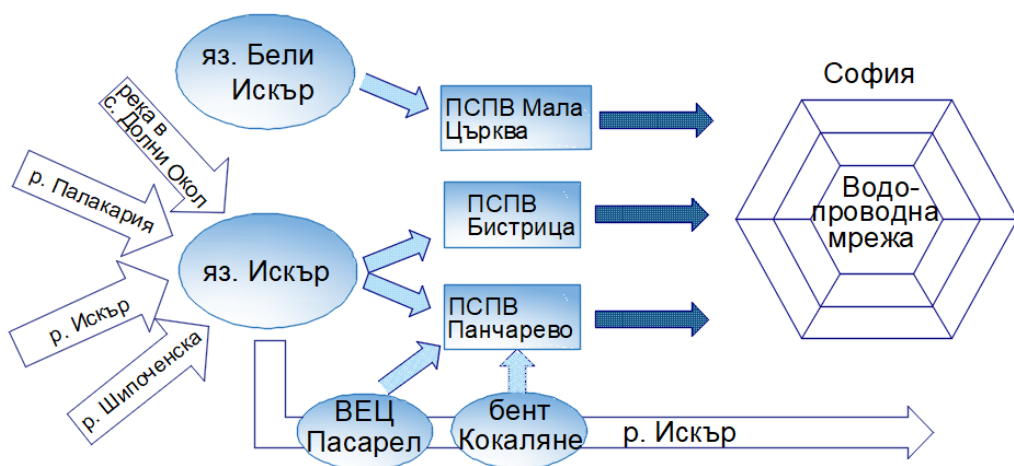 яз. Бели
Искър
ПСПВ Мала
Църква
София
река в
с. Долни Окол
р. Палакария
ПСПВ
Бистрица
Водо-
проводна
мрежа
яз. Искър
р. Искър
р. Шипоченска
ПСПВ
Панчарево
ВЕЦ
Пасарел
бент
Кокаляне
р. Искър